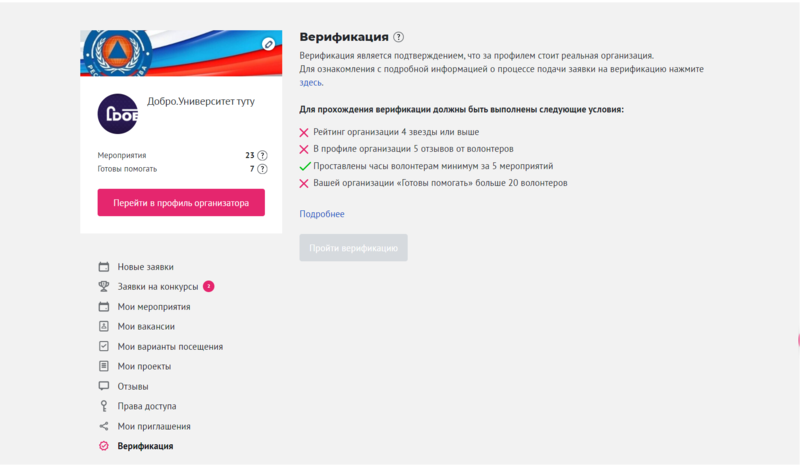 Верификация ?
Верификация является подтверждением, что за профилем стоит реальная организация.
Для ознакомления с подробной информацией о процессе подачи заявки на верификацию нажмите
здесь.
Для прохождения верификации должны быть выполнены следующие условия:
Рейтинг организации 4 звезды или выше
В профиле организации 5 отзывов от волонтеров
Проставлены часы волонтерам минимум за 5 мероприятий
Вашей организации «Готовы помогать» больше 20 волонтеров
Подробнее
Пройти верификацию
Добро.Университет туту
Мероприятия 23 ?
Готовы помогать 7 ?
Перейти в профиль организатора
Новые заявки
Заявки на конкурсы
Мои мероприятия
Мои вакансии
Мои варианты посещения
Мои проекты
Отзывы
Права доступа
Мои приглашения
Верификация